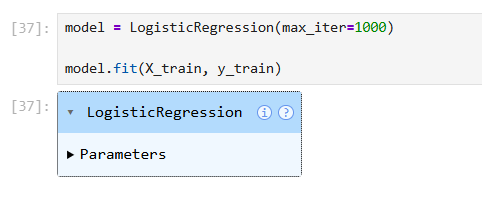 [37]: model = LogisticRegression(max_iter=1000)
model.fit(X_train, y_train)
[37]: ▾ LogisticRegression i ?
▸ Parameters